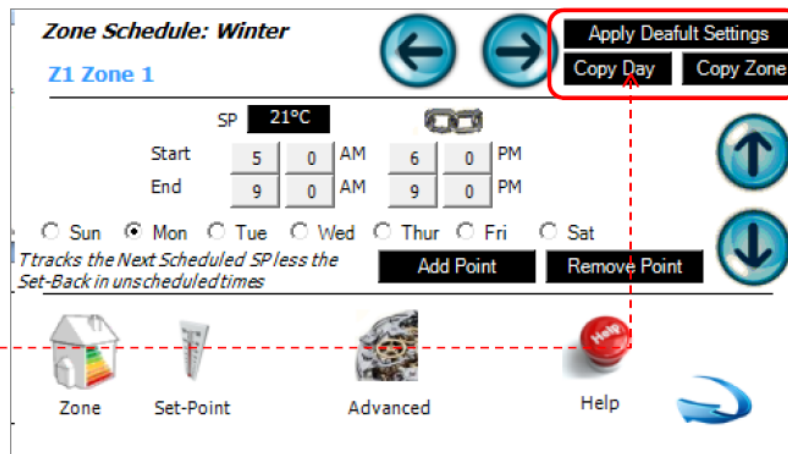 Zone Schedule: Winter
Apply Deafult Settings
Z1 Zone 1
Copy Day Copy Zone
SP 21°C
Start 5 0 AM 6 0 PM
End 9 0 AM 9 0 PM
Sun Mon Tue Wed Thur Fri Sat
Ttracks the Next Scheduled SP less the
Set-Back in unscheduled times
Add Point Remove Point
Help
Zone Set-Point Advanced Help